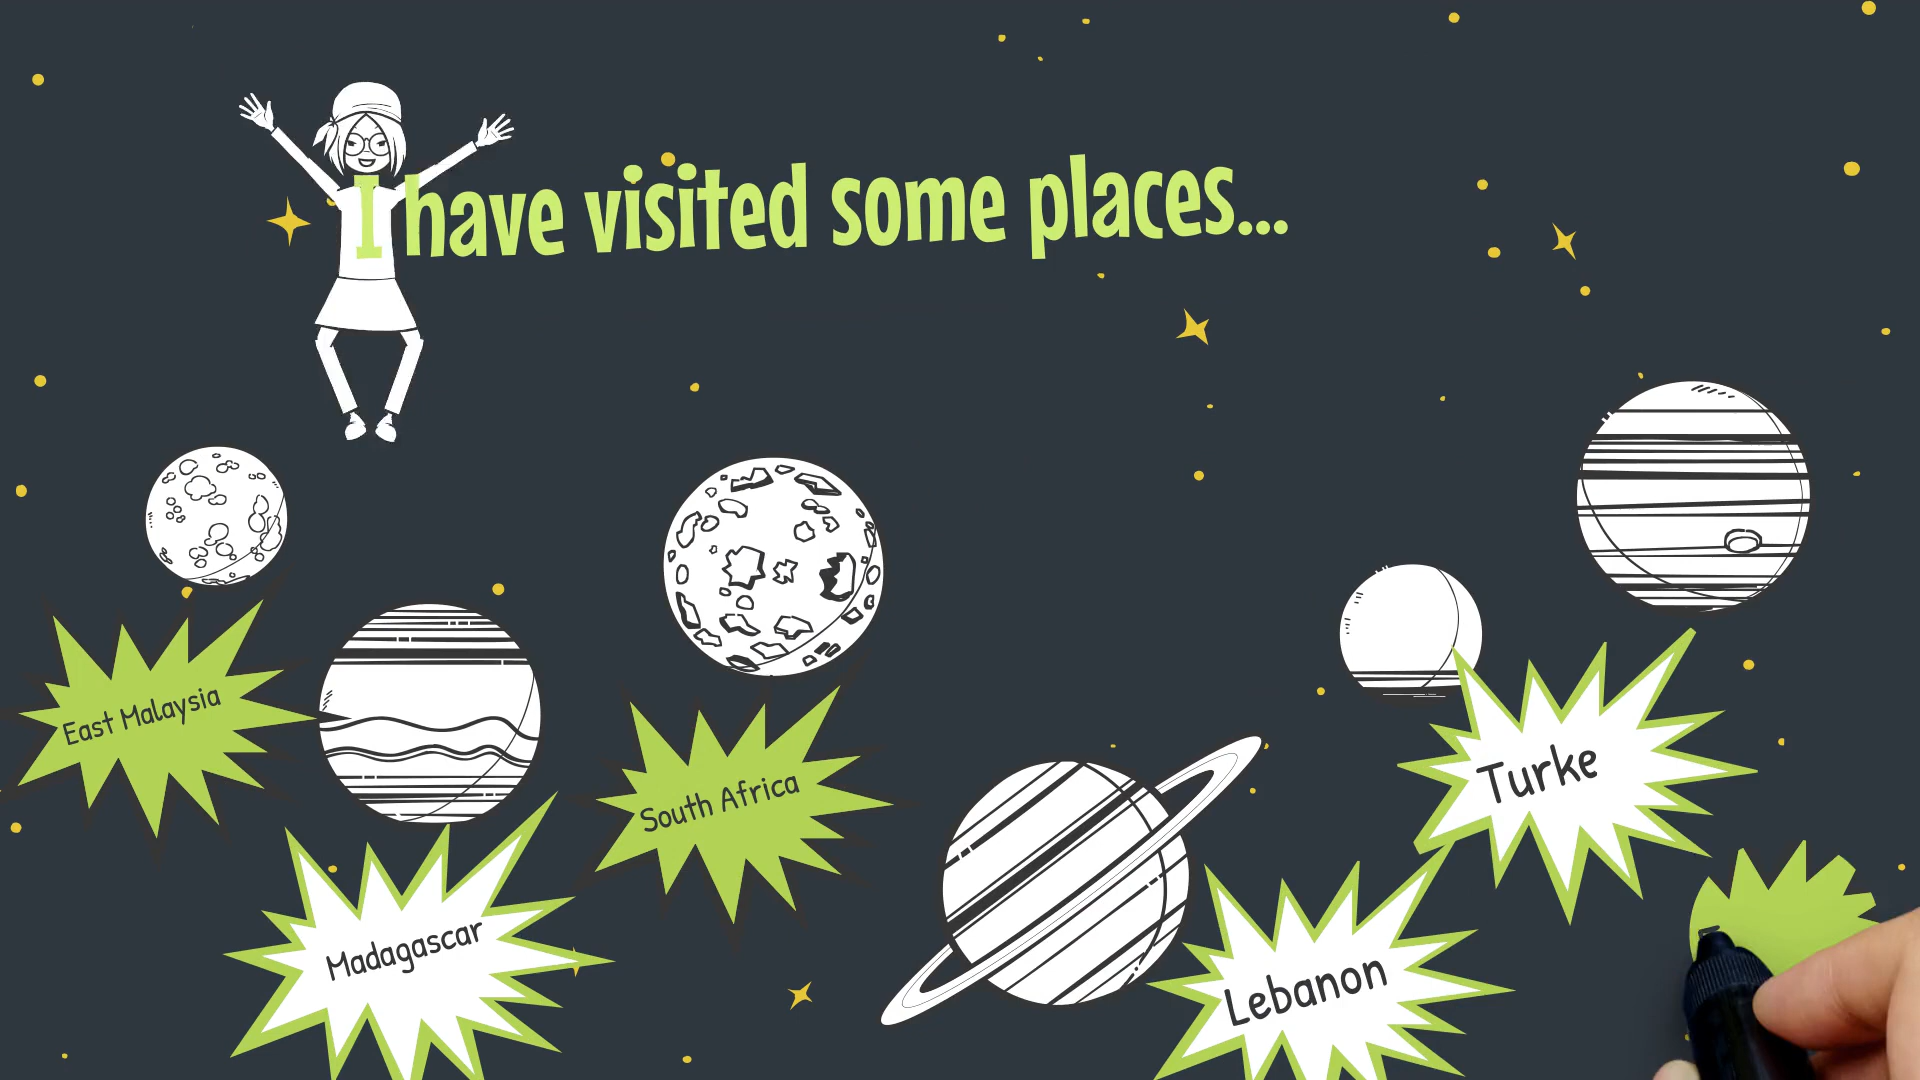 I have visited some places...
East Malaysia
Madagascar
South Africa
Lebanon
Turke